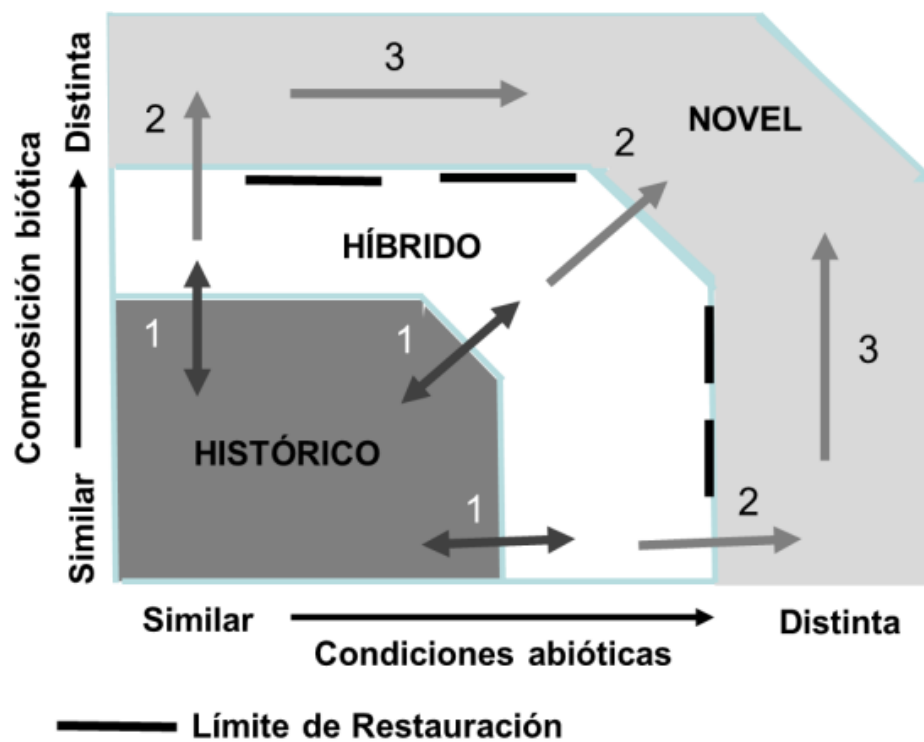 3
Distinta
2
NOVEL
2
Composición biótica
HÍBRIDO
1
1
3
HISTÓRICO
1
2
Similar
Similar
Distinta
Condiciones abióticas
Límite de Restauración